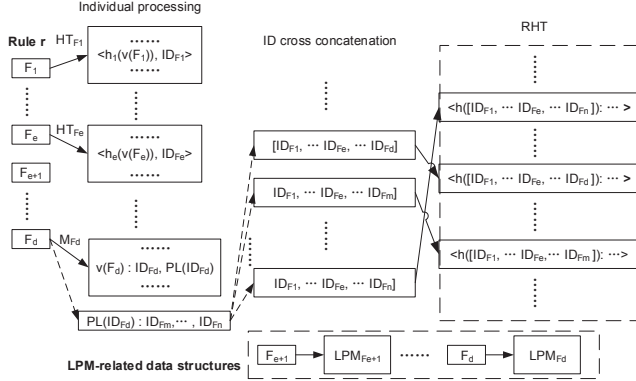 Individual processing
Rule r
HT_F1
F_1
......
<h_1(v(F_1)), ID_F1>
......
......
......
F_e
HT_Fe
......
<h_e(v(F_e)), ID_Fe>
......
F_e+1
......
......
F_d
M_Fd
......
v(F_d) : ID_Fd, PL(ID_Fd)
......
PL(ID_Fd) : ID_Fm, ··· , ID_Fn
ID cross concatenation
......
[ID_F1, ··· ID_Fe, ··· ID_Fd]
ID_F1, ··· ID_Fe, ··· ID_Fm]
......
ID_F1, ··· ID_Fe, ··· ID_Fn]
RHT
......
<h([ID_F1, ··· ID_Fe, ··· ID_Fn]): ··· >
......
<h([ID_F1, ··· ID_Fe, ··· ID_Fd]): ··· >
......
<h([ID_F1, ··· ID_Fe,··· ID_Fm]): ···>
......
LPM-related data structures
F_e+1
LPM_Fe+1
......
F_d
LPM_Fd